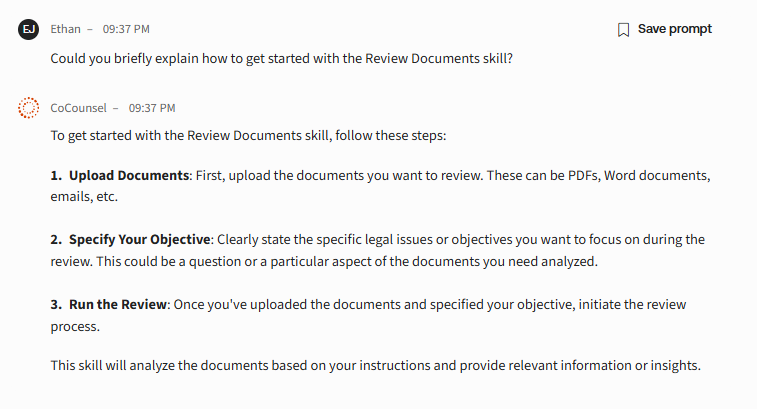 EJ Ethan – 09:37 PM Save prompt
Could you briefly explain how to get started with the Review Documents skill?
CoCounsel – 09:37 PM
To get started with the Review Documents skill, follow these steps:
1. Upload Documents: First, upload the documents you want to review. These can be PDFs, Word documents,
emails, etc.
2. Specify Your Objective: Clearly state the specific legal issues or objectives you want to focus on during the
review. This could be a question or a particular aspect of the documents you need analyzed.
3. Run the Review: Once you've uploaded the documents and specified your objective, initiate the review
process.
This skill will analyze the documents based on your instructions and provide relevant information or insights.